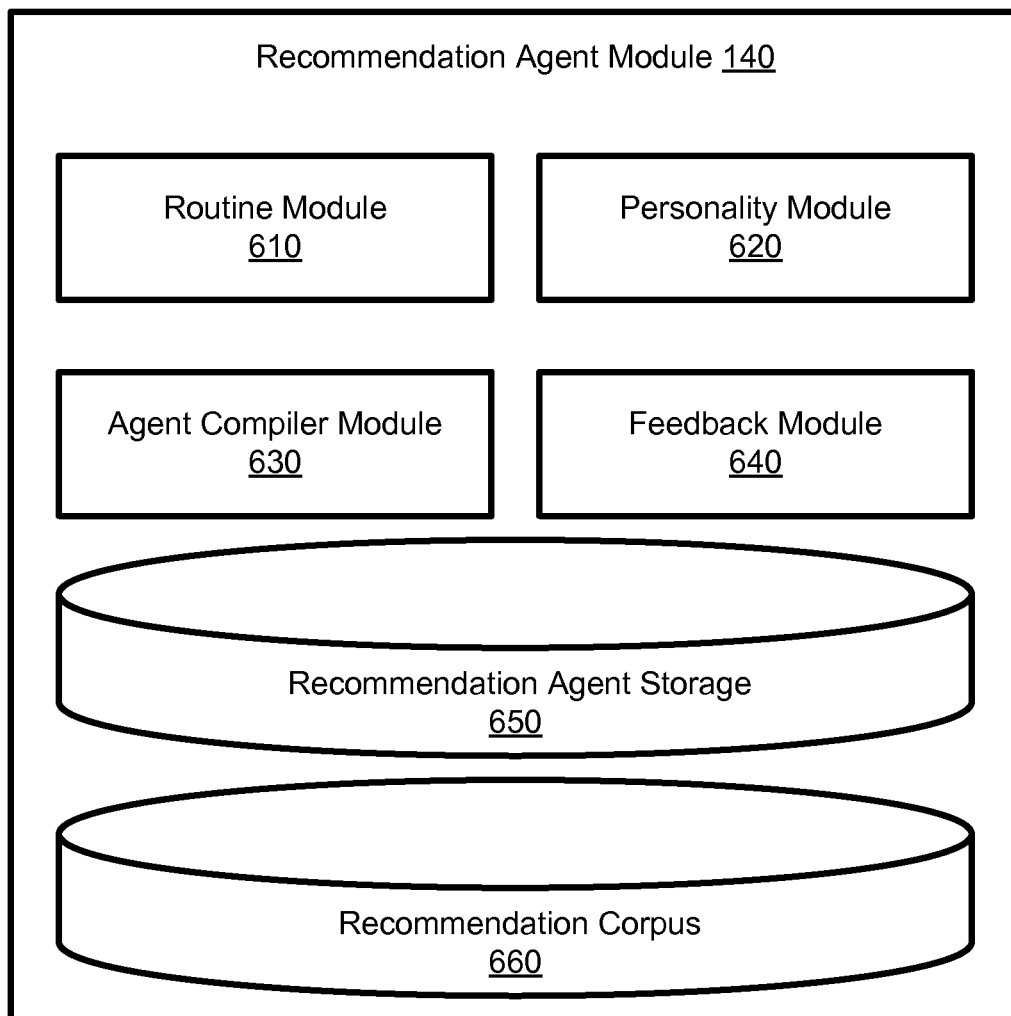 Recommendation Agent Module 140
Routine Module
610
Personality Module
620
Agent Compiler Module
630
Feedback Module
640
Recommendation Agent Storage
650
Recommendation Corpus
660